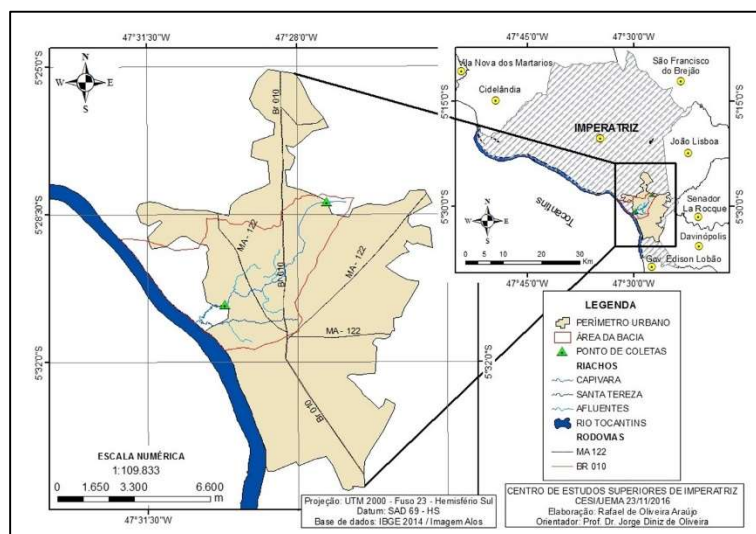 47°31'30"S
47°28'0"S
5°25'0"S
5°28'30"S
5°32'0"S
5°32'0"S
47°31'30"S
47°28'0"S
N
W
E
S
Br 010
MA - 122
Br 010
MA - 122
MA - 122
Br 010
ESCALA NUMÉRICA
1:109.833
0 1.650 3.300 6.600
m
47°45'0"S
47°30'0"S
5°15'0"S
5°30'0"S
5°15'0"S
5°30'0"S
47°45'0"S
47°30'0"S
Vila Nova dos Martarios
São Francisco
do Brejão
Cidelândia
IMPERATRIZ
João Lisboa
Tocantins
Senador
La Rocque
Davinópolis
Gov. Edison Lobão
N
W
E
S
0 5 10 20 30
Km
LEGENDA
PERÍMETRO URBANO
ÁREA DA BACIA
PONTO DE COLETAS
RIACHOS
CAPIVARA
SANTA TEREZA
AFLUENTES
RIO TOCANTINS
RODOVIAS
MA 122
BR 010
Projeção: UTM 2000 - Fuso 23 - Hemisfério Sul
Datum: SAD 69 - HS
Base de dados: IBGE 2014 / Imagem Alos
CENTRO DE ESTUDOS SUPERIORES DE IMPERATRIZ
CESI/UEMA 23/11/2016
Elaboração: Rafael de Oliveira Araújo
Orientador: Prof. Dr. Jorge Diniz de Oliveira